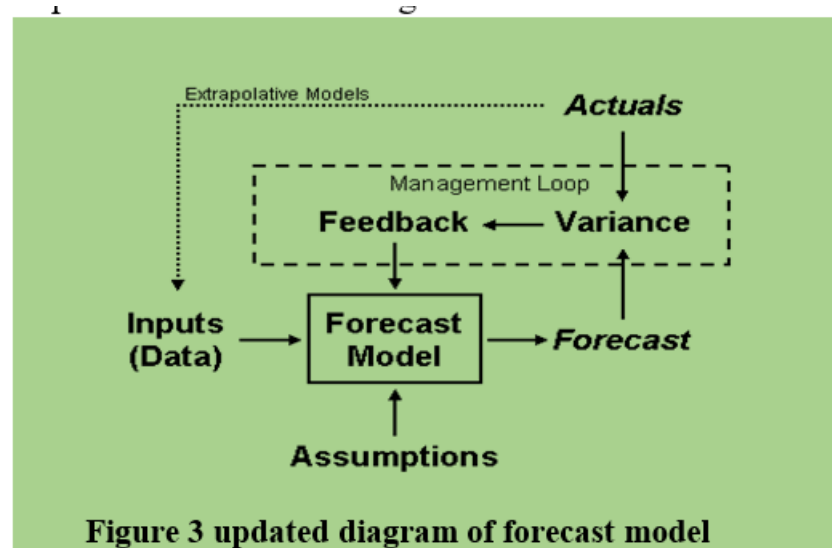 Extrapolative Models
Actuals
Management Loop
Feedback
Variance
Inputs
(Data)
Forecast
Model
Forecast
Assumptions
Figure 3 updated diagram of forecast model